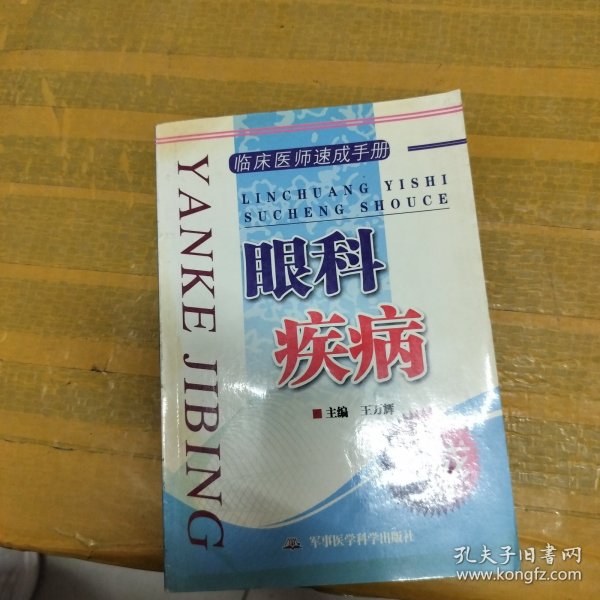 临床医师速成手册
LINCHUANG YISHI
SUCHENG SHOUCE
眼科
疾病
YANKE JIBING
主编 王万辉
军事医学科学出版社
孔夫子旧书网
www.kongfz.com